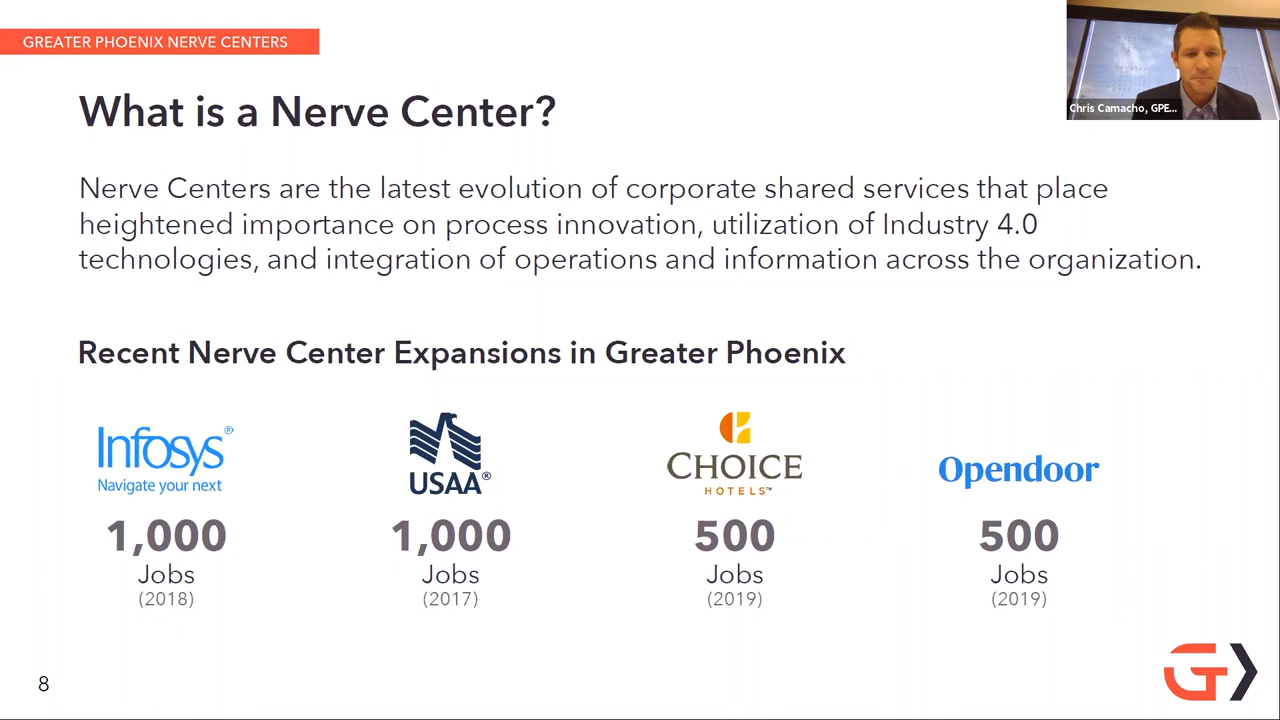 GREATER PHOENIX NERVE CENTERS
Chris Camacho, GPE...
What is a Nerve Center?
Nerve Centers are the latest evolution of corporate shared services that place
heightened importance on process innovation, utilization of Industry 4.0
technologies, and integration of operations and information across the organization.
Recent Nerve Center Expansions in Greater Phoenix
Infosys®
Navigate your next
1,000
Jobs
(2018)
USAA®
1,000
Jobs
(2017)
CHOICE
HOTELS™
500
Jobs
(2019)
Opendoor
500
Jobs
(2019)
8